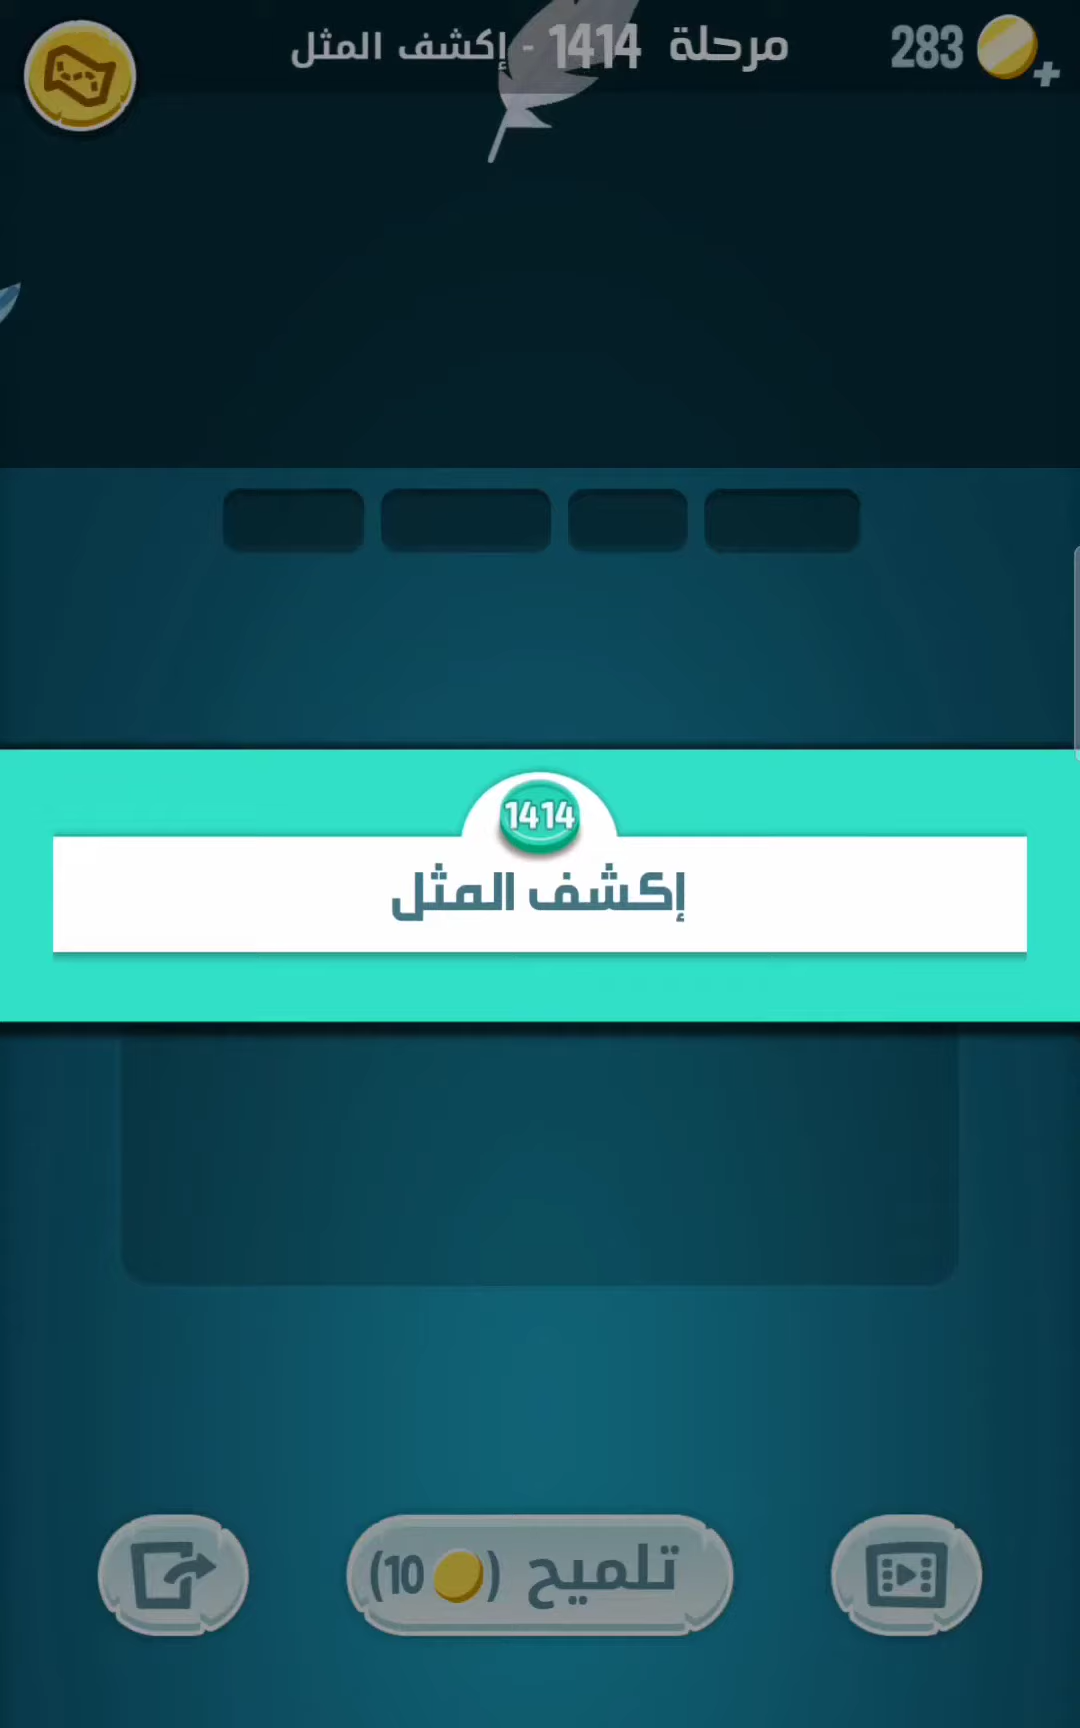 مرحلة 1414 - إكشف المثل
283
1414
إكشف المثل
تلميح (10)